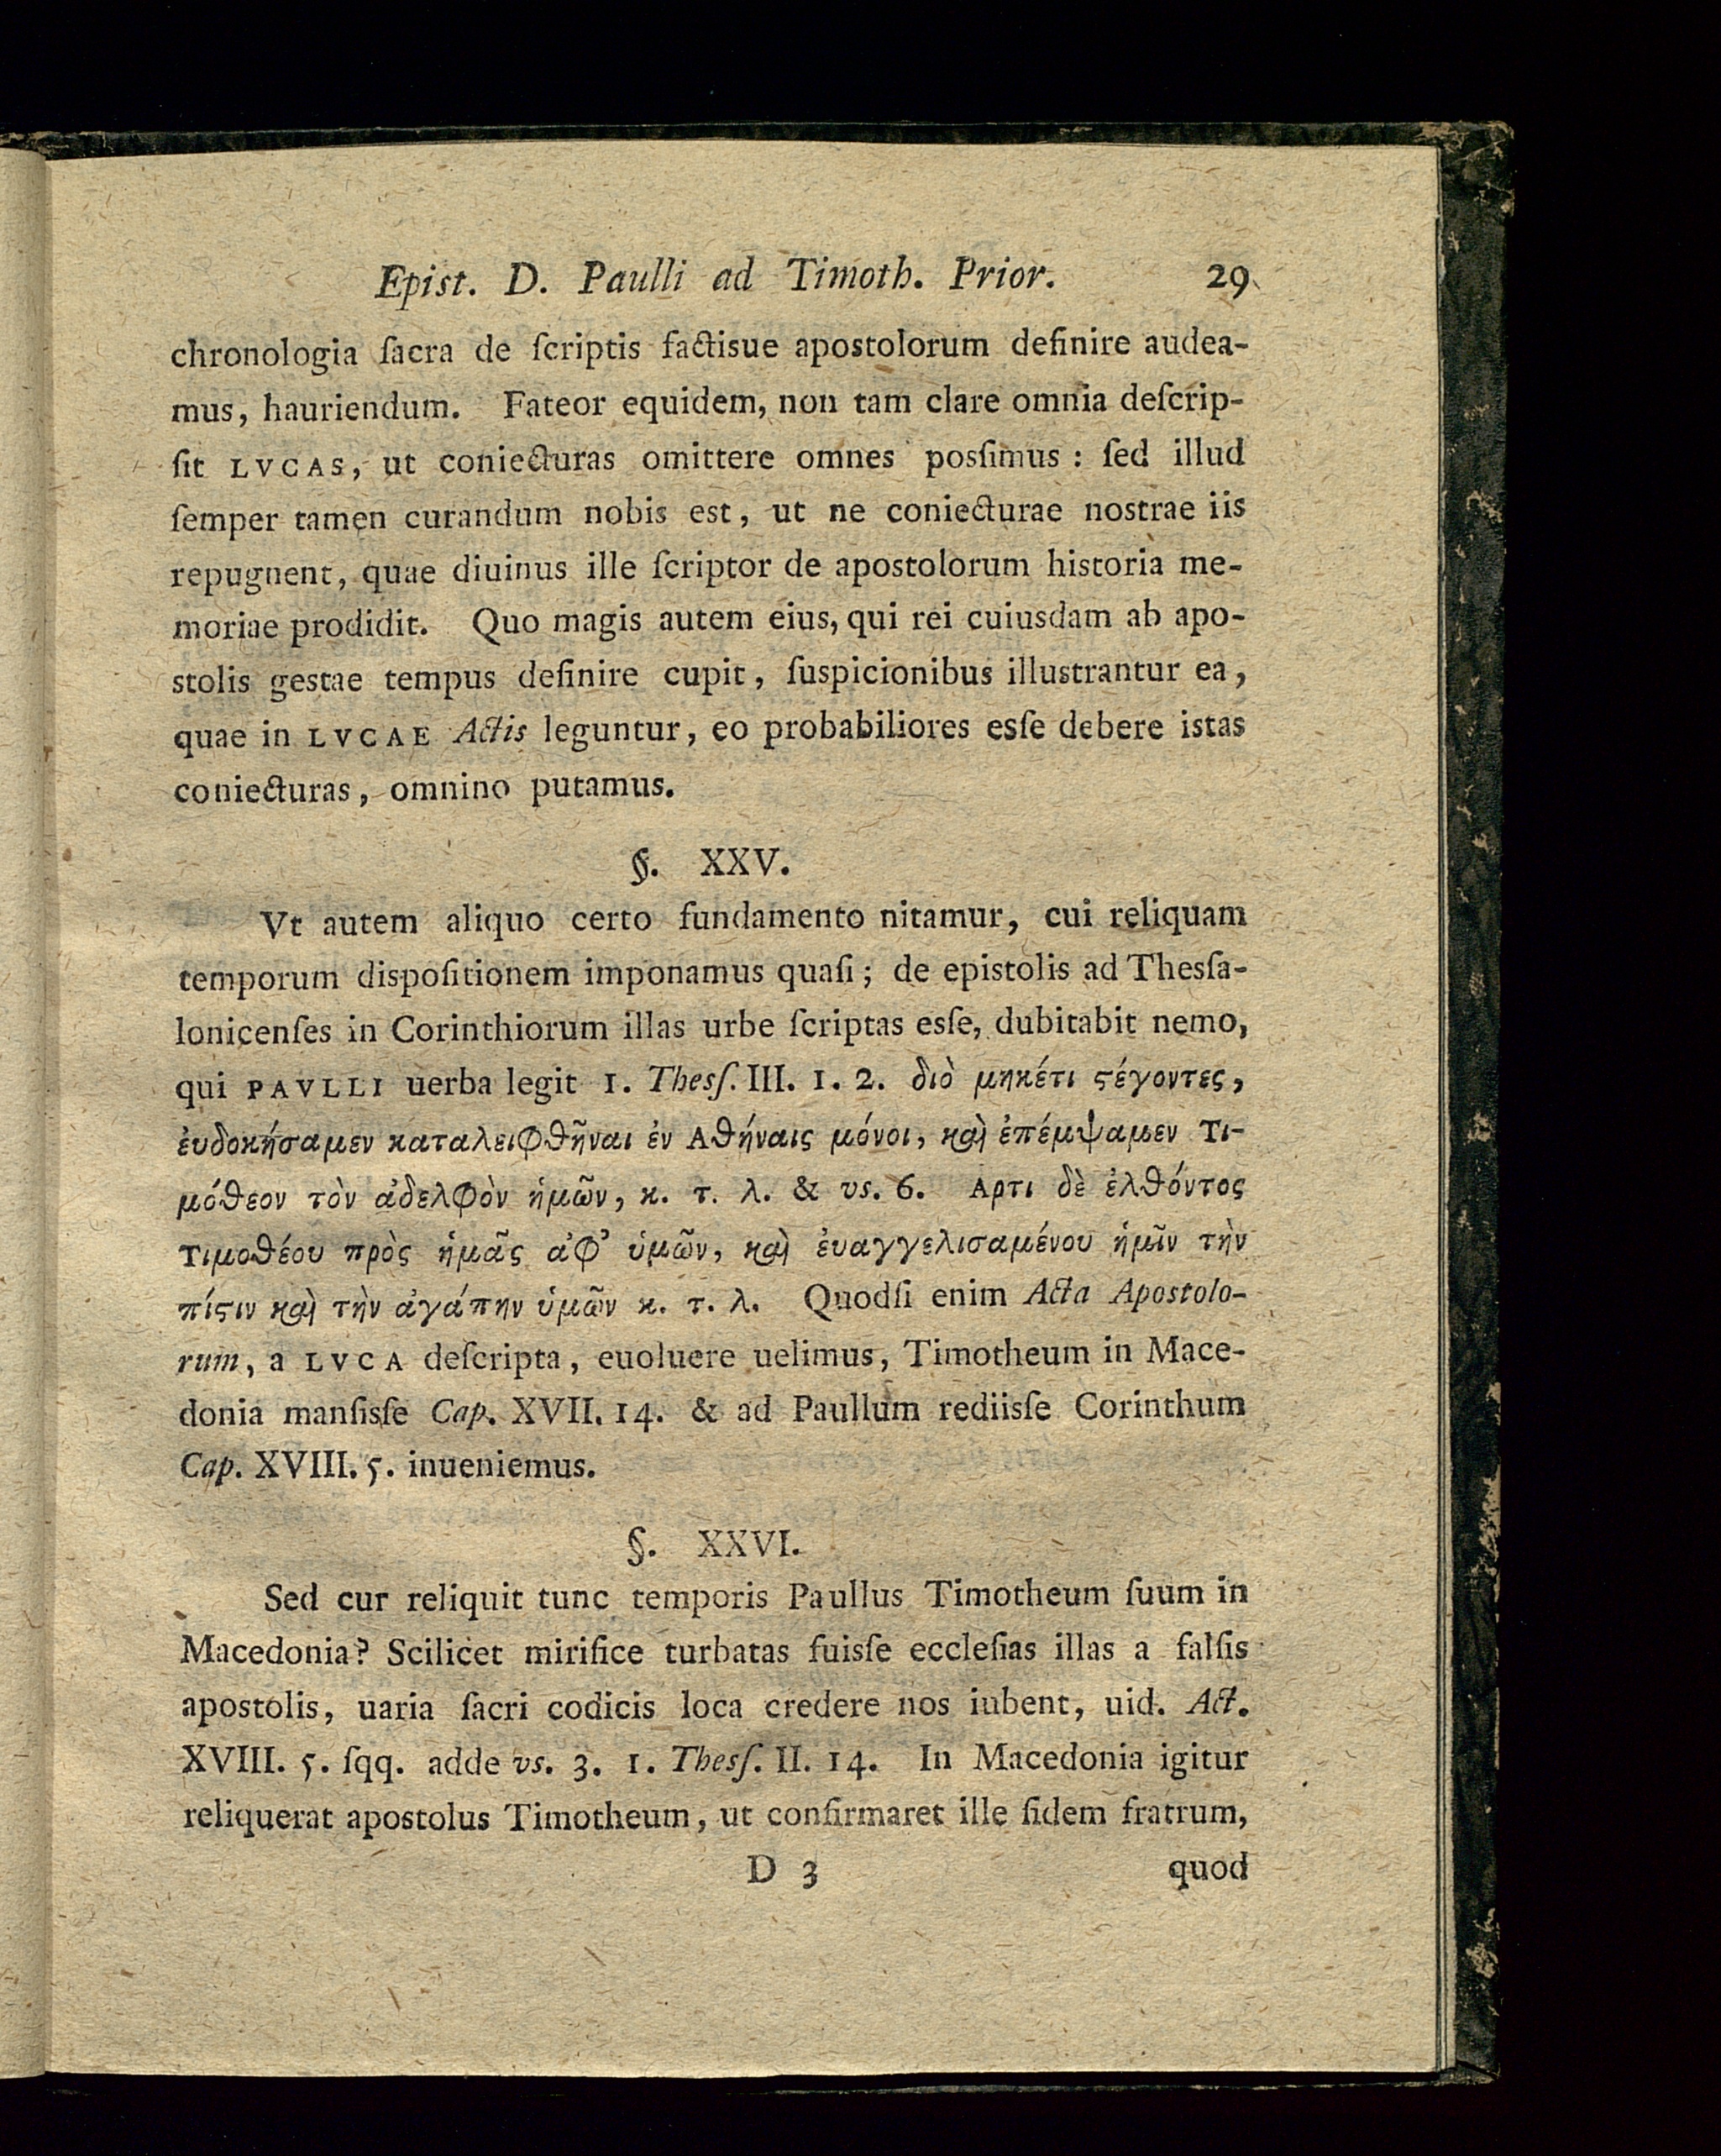 Epist. D. Paulli ad Timoth. Prior. 29
chronologia ſacra de ſcriptis factisue apostolorum definire audea-
mus, hauriendum. Fateor equidem, non tam clare omnia deſcrip-
ſit LVCAS, ut coniecturas omittere omnes posſimus: ſed illud
ſemper tamen curandum nobis est, ut ne coniecturae nostrae iis
repugnent, quae diuinus ille ſcriptor de apostolorum historia me-
moriae prodidit. Quo magis autem eius, qui rei cuiusdam ab apo-
stolis gestae tempus definire cupit, ſuspicionibus illustrantur ea,
quae in LVCAE Actis leguntur, eo probabiliores esſe debere istas
coniecturas, omnino putamus.
§. XXV.
Vt autem aliquo certo fundamento nitamur, cui reliquam
temporum dispoſitionem imponamus quaſi; de epistolis ad Thesſa-
lonicenſes in Corinthiorum illas urbe ſcriptas esſe, dubitabit nemo,
qui PAVLLI uerba legit 1. Thesſ. III. 1. 2. διὸ μηκέτι ϛέγοντες,
ἐυδοκήσαμεν καταλειφθῆναι ἐν Αθήναις μόνοι, καὶ ἐπέμψαμεν Τι-
μόθεον τὸν ἀδελφὸν ἡμῶν, κ. τ. λ. & vs. 6. Αρτι δὲ ἐλθόντος
Τιμοθέου πρὸς ἡμᾶς ἀφ᾽ ὑμῶν, καὶ ἐυαγγελισαμένου ἡμῖν τὴν
πίϛιν καὶ τὴν ἀγάπην ὑμῶν κ. τ. λ. Quodſi enim Acta Apostolo-
rum, a LVCA deſcripta, euoluere uelimus, Timotheum in Mace-
donia manſisſe Cap. XVII. 14. & ad Paullum rediisſe Corinthum
Cap. XVIII. 5. inueniemus.
§. XXVI.
Sed cur reliquit tunc temporis Paullus Timotheum ſuum in
Macedonia? Scilicet mirifice turbatas fuisſe eccleſias illas a falſis
apostolis, uaria ſacri codicis loca credere nos iubent, uid. Act.
XVIII. 5. ſqq. adde vs. 3. 1. Thesſ. II. 14. In Macedonia igitur
reliquerat apostolus Timotheum, ut confirmaret ille fidem fratrum,
D 3 quod